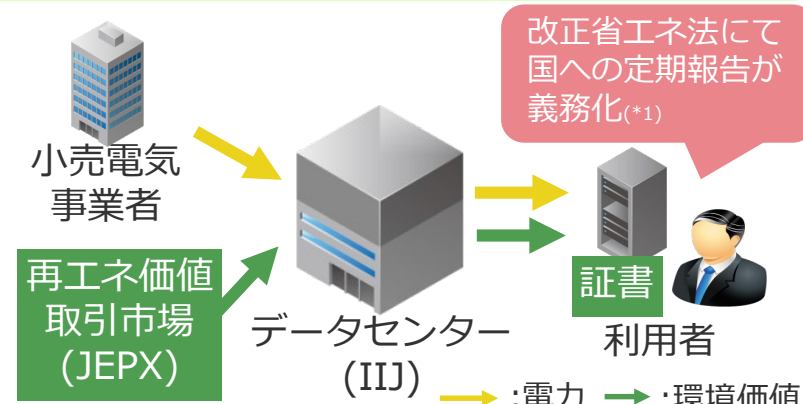 改正省エネ法にて
国への定期報告が
義務化(*1)
小売電気
事業者
再エネ価値
取引市場
(JEPX)
データセンター
(IIJ)
証書
利用者
:電力
:環境価値